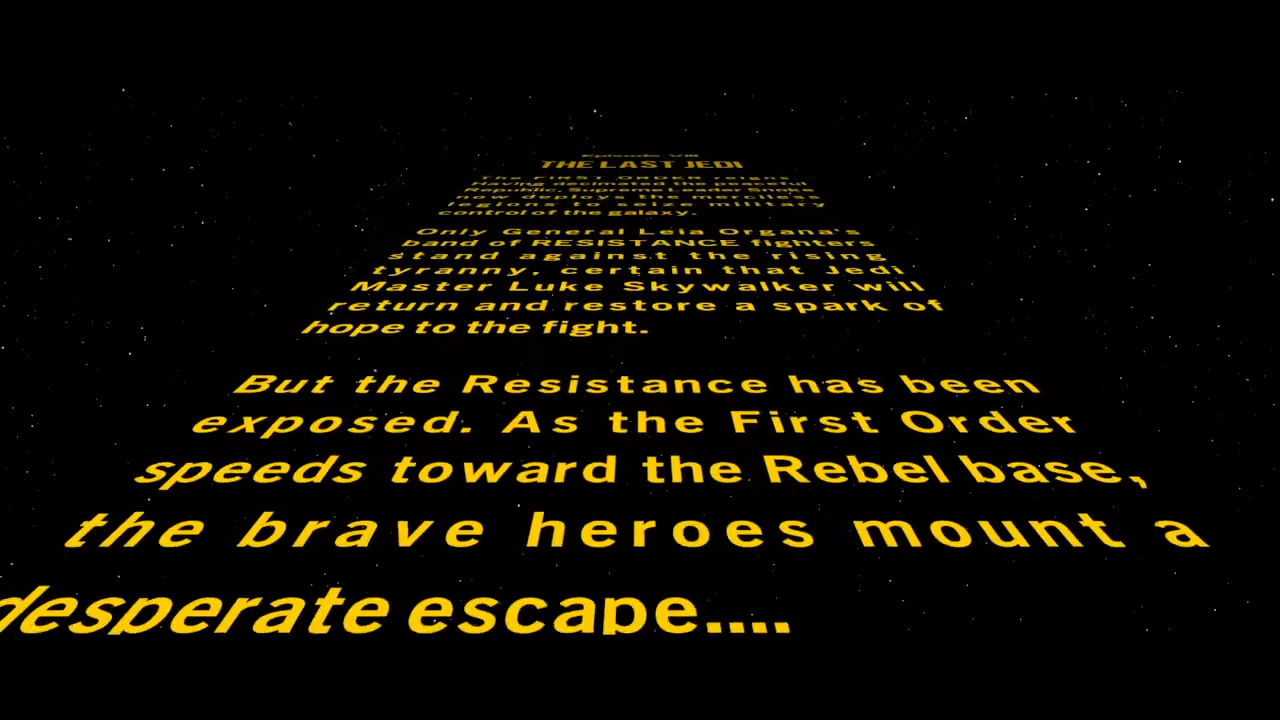 Episode VIII
THE LAST JEDI
The FIRST ORDER reigns.
Having decimated the peaceful
Republic, Supreme Leader Snoke
now deploys the merciless
legions to seize military
control of the galaxy.
Only General Leia Organa's
band of RESISTANCE fighters
stand against the rising
tyranny, certain that Jedi
Master Luke Skywalker will
return and restore a spark of
hope to the fight.
But the Resistance has been
exposed. As the First Order
speeds toward the Rebel base,
the brave heroes mount a
desperate escape....